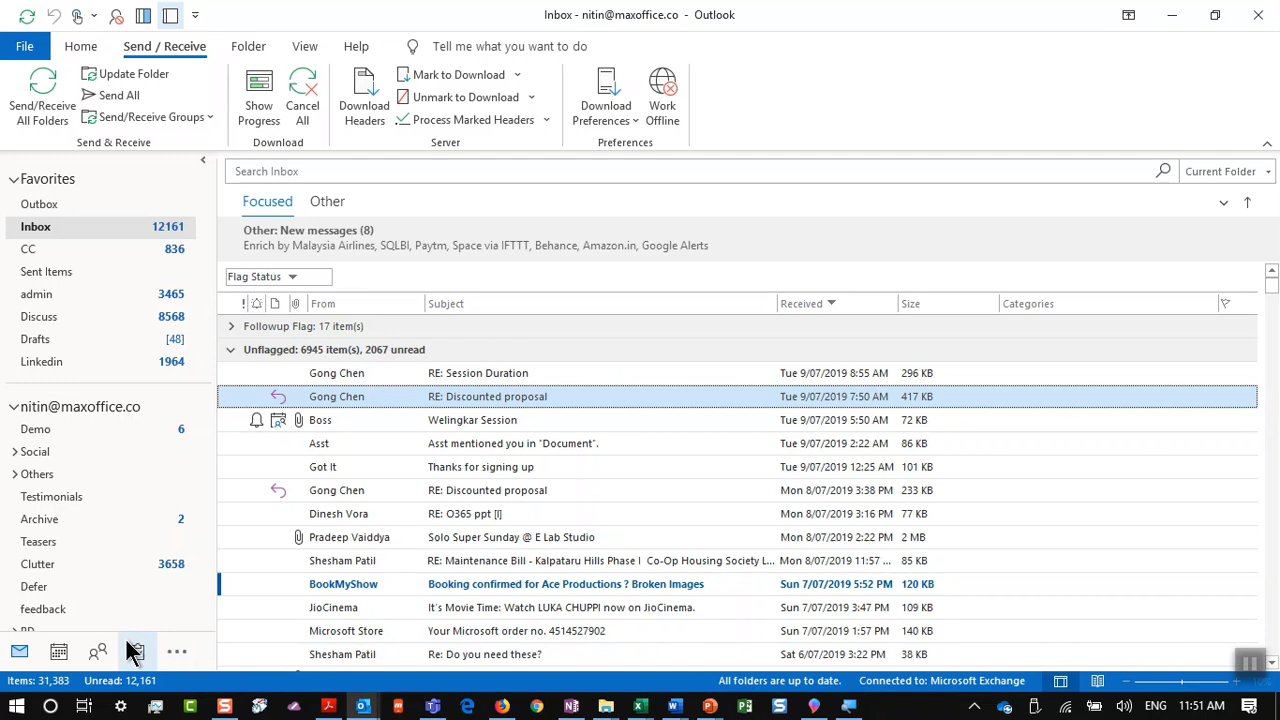 Inbox - nitin@maxoffice.co - Outlook
File Home Send / Receive Folder View Help Tell me what you want to do
Send/Receive All Folders
Update Folder
Send All
Send/Receive Groups
Send & Receive
Show Progress
Cancel All
Download
Download Headers
Mark to Download
Unmark to Download
Process Marked Headers
Server
Download Preferences
Work Offline
Preferences
Favorites
Outbox
Inbox 12161
CC 836
Sent Items
admin 3465
Discuss 8568
Drafts [48]
Linkedin 1964
nitin@maxoffice.co
Demo 6
Social
Others
Testimonials
Archive 2
Teasers
Clutter 3658
Defer
feedback
Search Inbox Current Folder
Focused Other
Other: New messages (8)
Enrich by Malaysia Airlines, SQLBI, Paytm, Space via IFTTT, Behance, Amazon.in, Google Alerts
Flag Status
! From Subject Received Size Categories
Followup Flag: 17 item(s)
Unflagged: 6945 item(s), 2067 unread
Gong Chen RE: Session Duration Tue 9/07/2019 8:55 AM 296 KB
Gong Chen RE: Discounted proposal Tue 9/07/2019 7:50 AM 417 KB
Boss Welingkar Session Tue 9/07/2019 5:50 AM 72 KB
Asst Asst mentioned you in "Document". Tue 9/07/2019 2:22 AM 86 KB
Got It Thanks for signing up Tue 9/07/2019 12:25 AM 101 KB
Gong Chen RE: Discounted proposal Mon 8/07/2019 3:38 PM 233 KB
Dinesh Vora RE: O365 ppt [I] Mon 8/07/2019 3:16 PM 77 KB
Pradeep Vaiddya Solo Super Sunday @ E Lab Studio Mon 8/07/2019 2:22 PM 2 MB
Shesham Patil RE: Maintenance Bill - Kalpataru Hills Phase I Co-Op Housing Society L... Mon 8/07/2019 11:57 ... 85 KB
BookMyShow Booking confirmed for Ace Productions ? Broken Images Sun 7/07/2019 5:52 PM 120 KB
JioCinema It's Movie Time: Watch LUKA CHUPPI now on JioCinema. Sun 7/07/2019 3:47 PM 109 KB
Microsoft Store Your Microsoft order no. 4514527902 Sun 7/07/2019 1:57 PM 140 KB
Shesham Patil Re: Do you need these? Sat 6/07/2019 3:22 PM 38 KB
Items: 31,383 Unread: 12,161 All folders are up to date. Connected to: Microsoft Exchange
ENG 11:51 AM